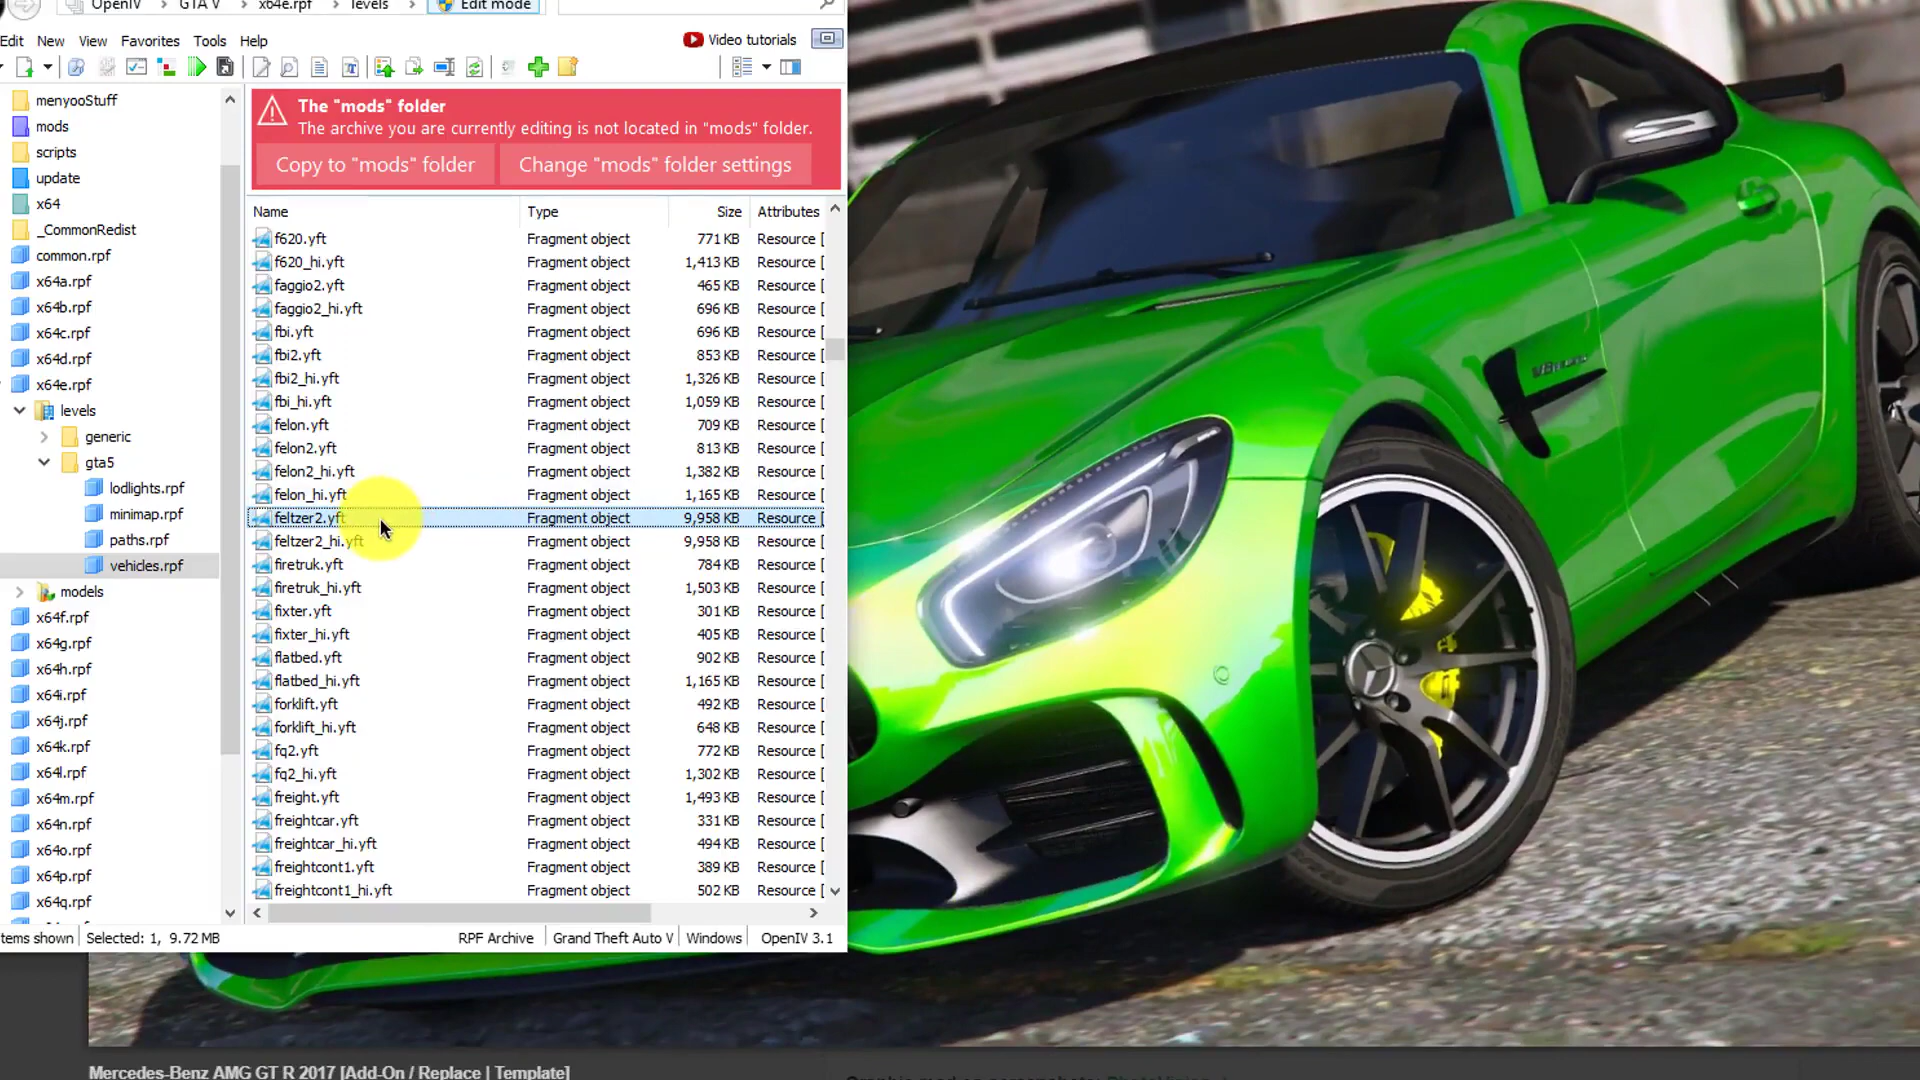 OpenIV GTA V x64e.rpf levels Edit mode
Edit New View Favorites Tools Help Video tutorials
The "mods" folder
The archive you are currently editing is not located in "mods" folder.
Copy to "mods" folder Change "mods" folder settings
menyooStuff
mods
scripts
update
x64
_CommonRedist
common.rpf
x64a.rpf
x64b.rpf
x64c.rpf
x64d.rpf
x64e.rpf
levels
generic
gta5
lodlights.rpf
minimap.rpf
paths.rpf
vehicles.rpf
models
x64f.rpf
x64g.rpf
x64h.rpf
x64i.rpf
x64j.rpf
x64k.rpf
x64l.rpf
x64m.rpf
x64n.rpf
x64o.rpf
x64p.rpf
x64q.rpf
Name Type Size Attributes
f620.yft Fragment object 771 KB Resource [
f620_hi.yft Fragment object 1,413 KB Resource [
faggio2.yft Fragment object 465 KB Resource [
faggio2_hi.yft Fragment object 696 KB Resource [
fbi.yft Fragment object 696 KB Resource [
fbi2.yft Fragment object 853 KB Resource [
fbi2_hi.yft Fragment object 1,326 KB Resource [
fbi_hi.yft Fragment object 1,059 KB Resource [
felon.yft Fragment object 709 KB Resource [
felon2.yft Fragment object 813 KB Resource [
felon2_hi.yft Fragment object 1,382 KB Resource [
felon_hi.yft Fragment object 1,165 KB Resource [
feltzer2.yft Fragment object 9,958 KB Resource [
feltzer2_hi.yft Fragment object 9,958 KB Resource [
firetruk.yft Fragment object 784 KB Resource [
firetruk_hi.yft Fragment object 1,503 KB Resource [
fixter.yft Fragment object 301 KB Resource [
fixter_hi.yft Fragment object 405 KB Resource [
flatbed.yft Fragment object 902 KB Resource [
flatbed_hi.yft Fragment object 1,165 KB Resource [
forklift.yft Fragment object 492 KB Resource [
forklift_hi.yft Fragment object 648 KB Resource [
fq2.yft Fragment object 772 KB Resource [
fq2_hi.yft Fragment object 1,302 KB Resource [
freight.yft Fragment object 1,493 KB Resource [
freightcar.yft Fragment object 331 KB Resource [
freightcar_hi.yft Fragment object 494 KB Resource [
freightcont1.yft Fragment object 389 KB Resource [
freightcont1_hi.yft Fragment object 502 KB Resource [
tems shown Selected: 1, 9.72 MB RPF Archive Grand Theft Auto V Windows OpenIV 3.1
Mercedes-Benz AMG GT R 2017 [Add-On / Replace | Template]